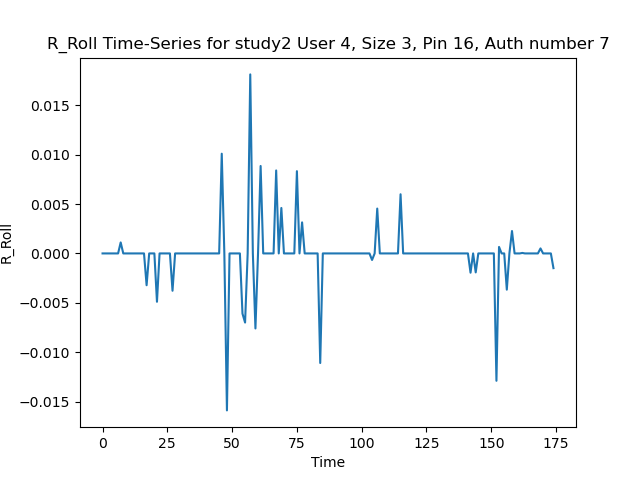 R_Roll Time-Series for study2 User 4, Size 3, Pin 16, Auth number 7
R_Roll
0.015
0.010
0.005
0.000
−0.005
−0.010
−0.015
0 25 50 75 100 125 150 175
Time